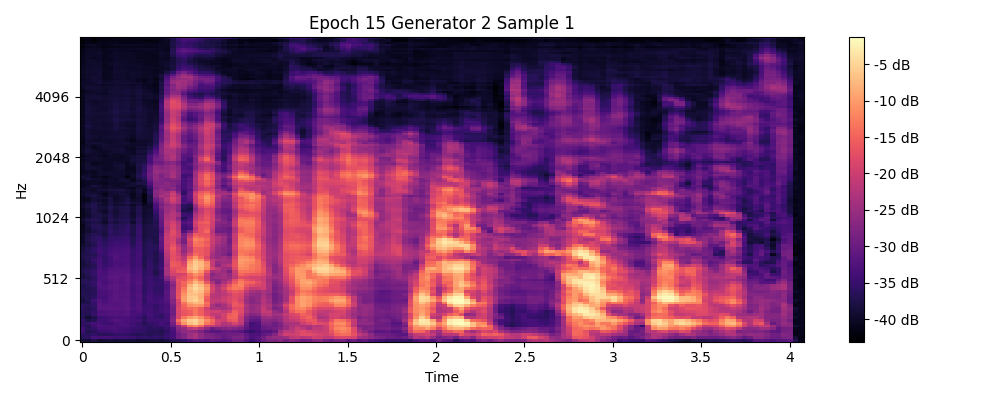 Epoch 15 Generator 2 Sample 1
Hz
4096
2048
1024
512
0
0 0.5 1 1.5 2 2.5 3 3.5 4
Time
-5 dB
-10 dB
-15 dB
-20 dB
-25 dB
-30 dB
-35 dB
-40 dB